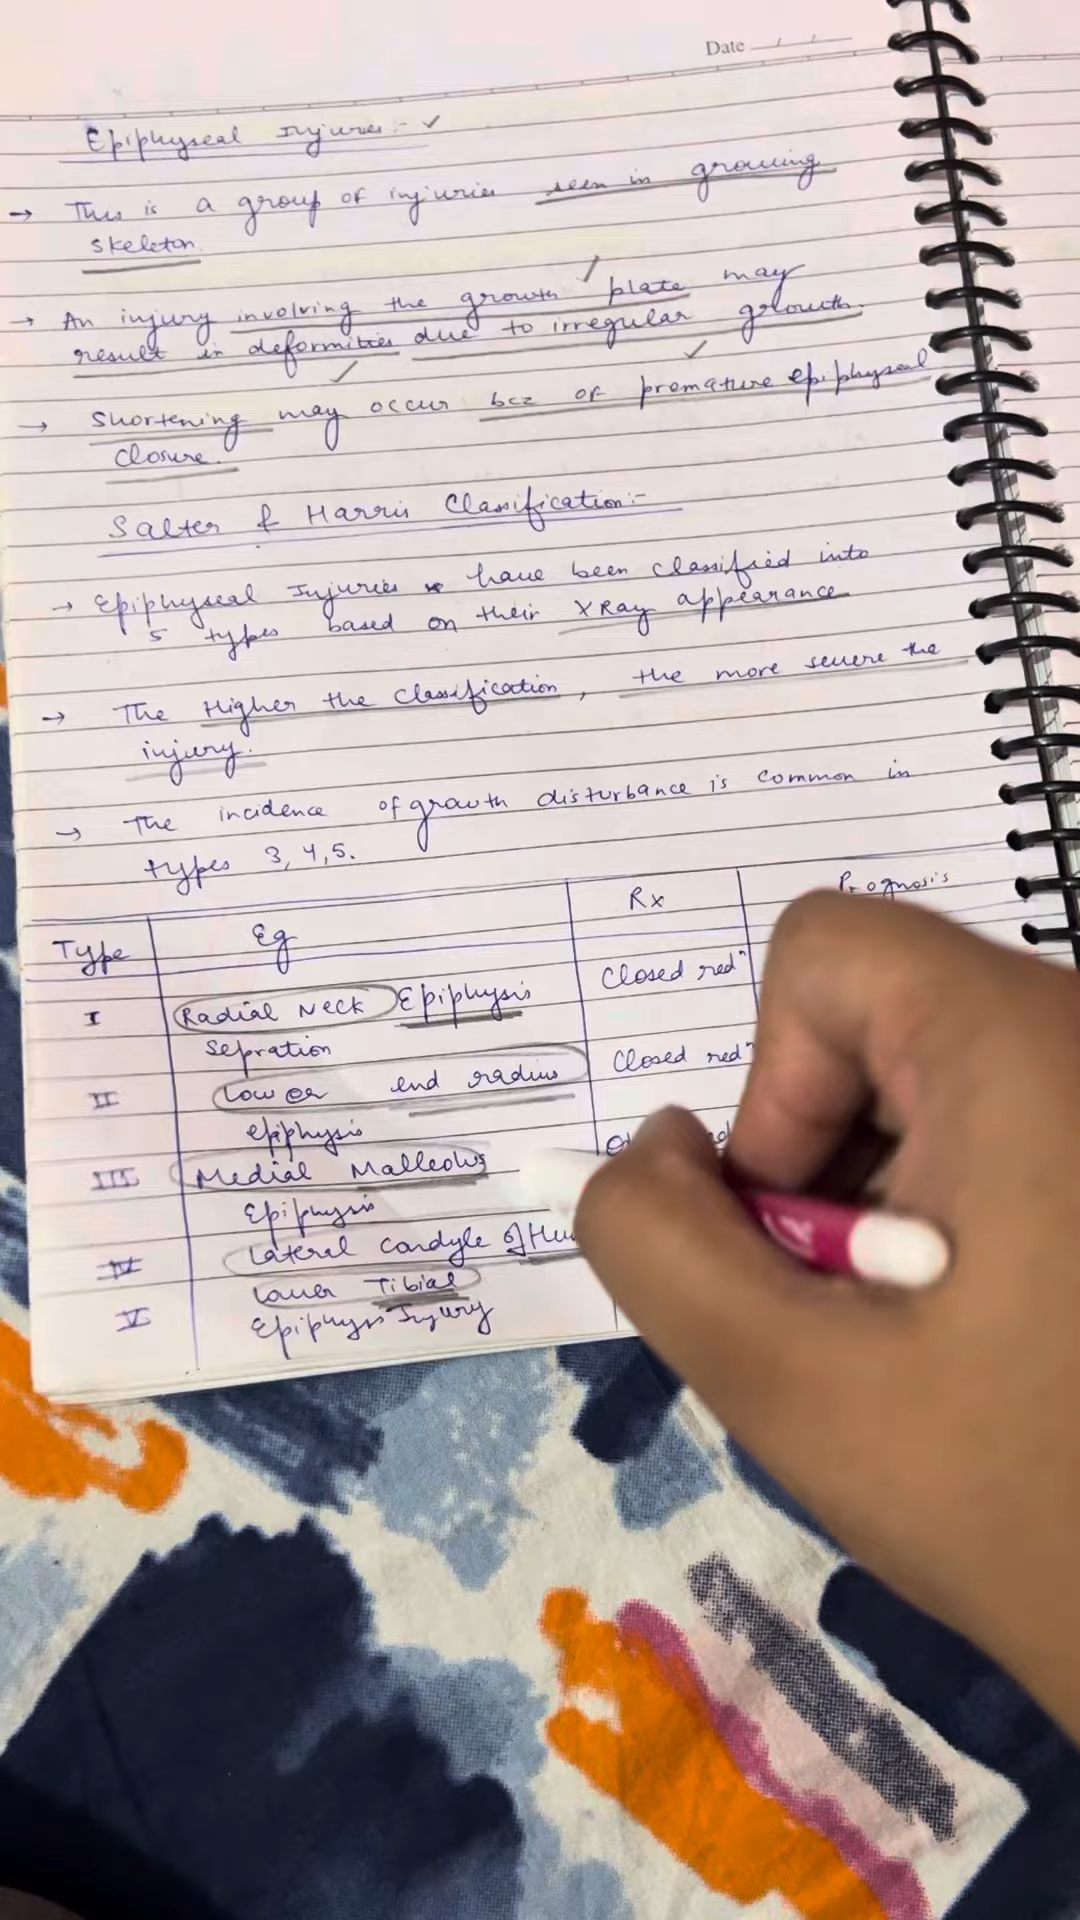 Date
Epiphyseal Injuries:-
→ This is a group of injuries seen in growing
skeleton.
→ An injury involving the growth plate may
result in deformities due to irregular growth.
→ Shortening may occur bcz of premature epiphyseal
closure.
Salter & Harris Classification:-
→ Epiphyseal Injuries have been classified into
5 types based on their XRay appearance
→ The Higher the classification, the more severe the
injury.
→ The incidence of growth disturbance is common in
types 3, 4, 5.
Type Eg Rx Prognosis
I Radial Neck Epiphysis Closed redⁿ
Sepration
II Lower end radius Closed redⁿ
epiphysis
III Medial Malleolus
Epiphysis
IV Lateral Condyle of
Lower Tibial
V Epiphysis Injury